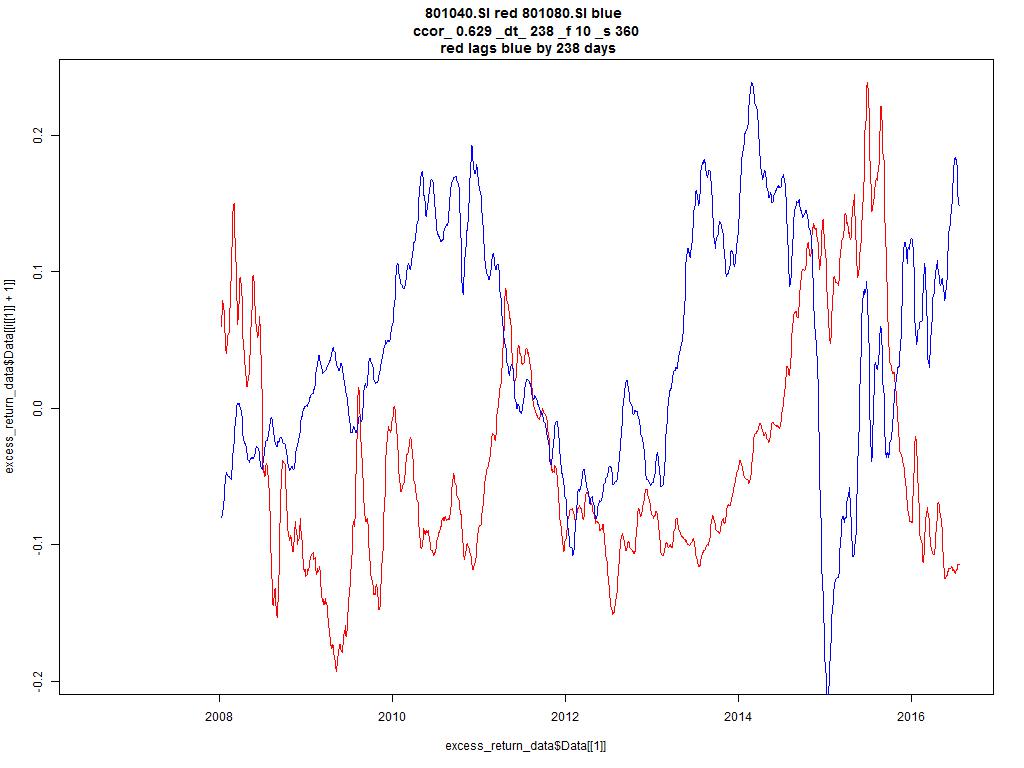 801040.SI red 801080.SI blue
ccor_ 0.629 _dt_ 238 _f 10 _s 360
red lags blue by 238 days
excess_return_data$Data[[i[[1]] + 1]]
0.2
0.1
0.0
-0.1
-0.2
2008 2010 2012 2014 2016
excess_return_data$Data[[1]]